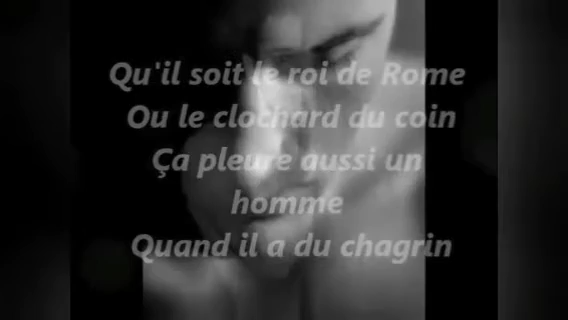 Qu'il soit le roi de Rome
Ou le clochard du coin
Ça pleure aussi un
homme
Quand il a du chagrin